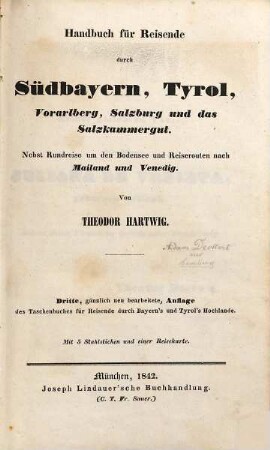 Handbuch für Reisende
durch
Südbayern, Tyrol,
Vorarlberg, Salzburg und das
Salzkammergut.
Nebst Rundreise um den Bodensee und Reiserouten nach
Mailand und Venedig.
Von
THEODOR HARTWIG.
Dritte, gänzlich neu bearbeitete, Auflage
des Taschenbuches für Reisende durch Bayern's und Tyrol's Hochlande.
Mit 5 Stahlstichen und einer Reisekarte.
München, 1842.
Joseph Lindauer'sche Buchhandlung.
(C. T. Fr. Sauer.)